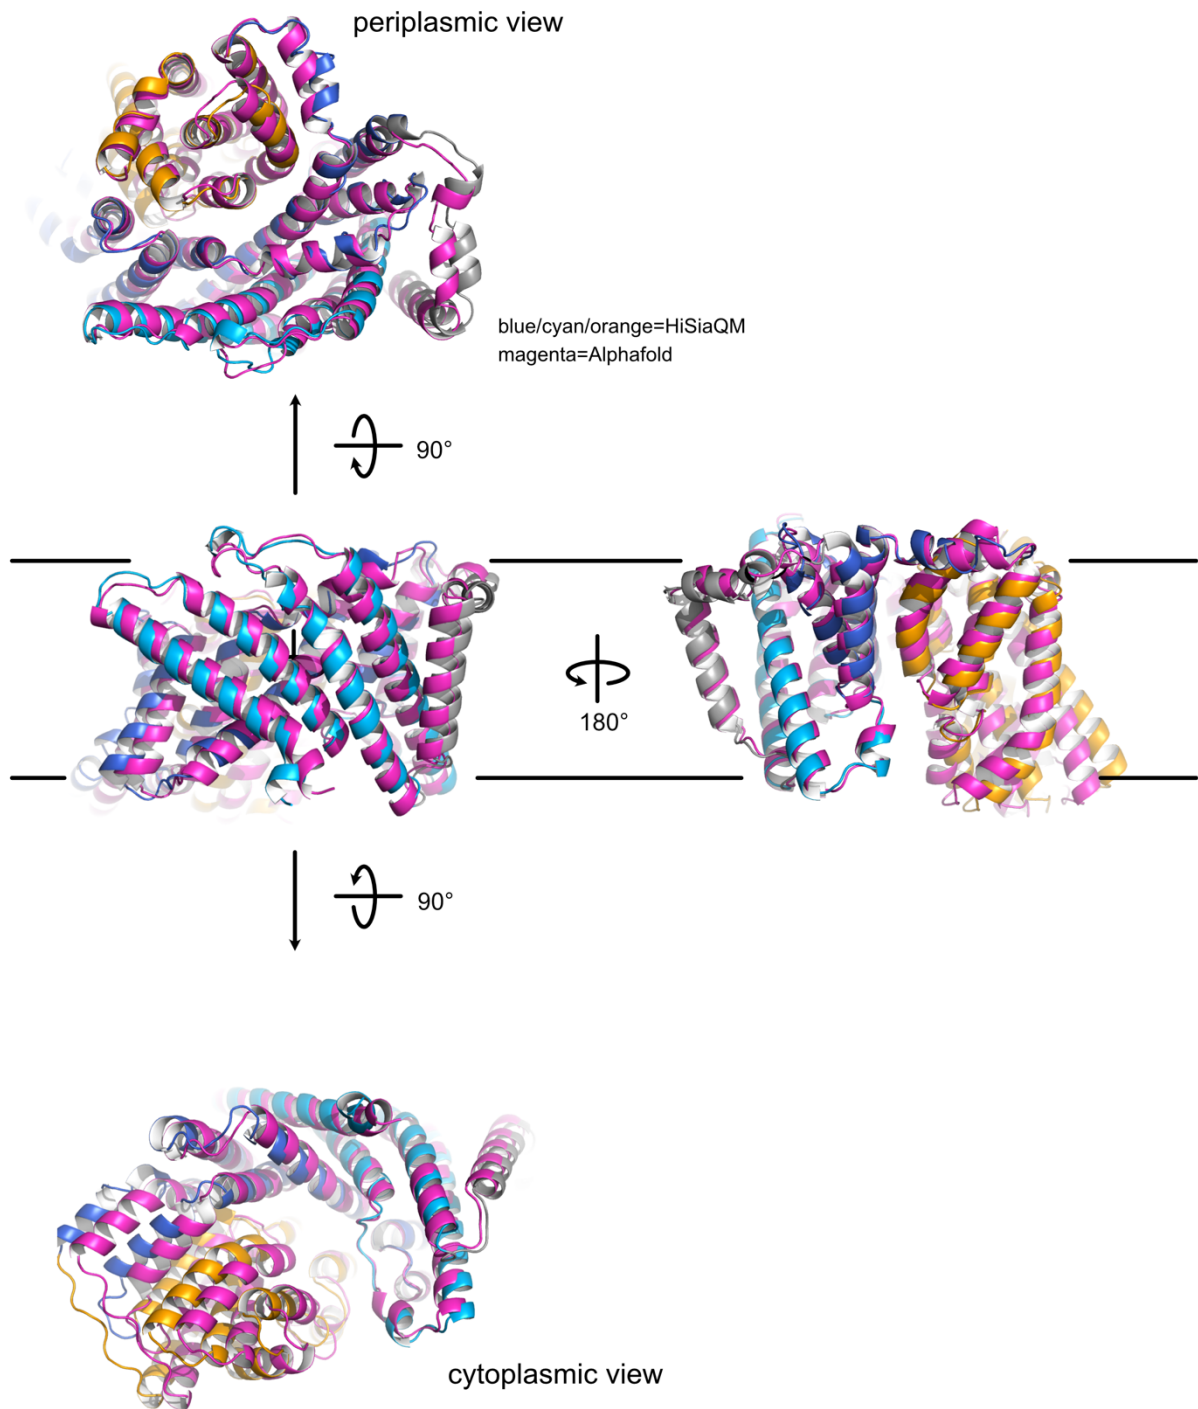 periplasmic view
blue/cyan/orange=HiSiaQM
magenta=Alphafold
90°
180°
90°
cytoplasmic view